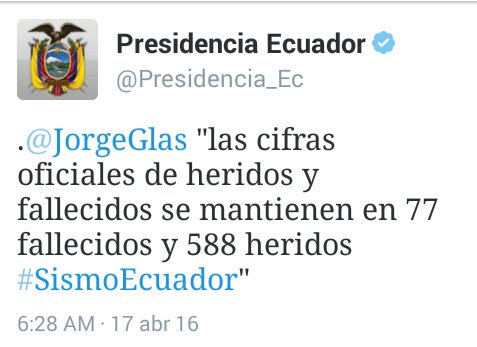 Presidencia Ecuador
@Presidencia_Ec
.@JorgeGlas "las cifras
oficiales de heridos y
fallecidos se mantienen en 77
fallecidos y 588 heridos
#SismoEcuador"
6:28 AM · 17 abr 16